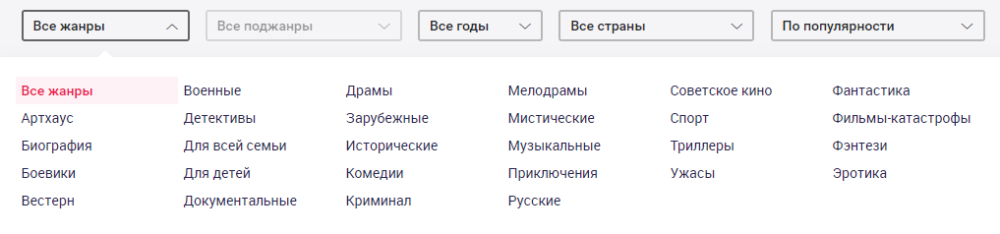 Все жанры Все поджанры Все годы Все страны По популярности
Все жанры Военные Драмы Мелодрамы Советское кино Фантастика
Артхаус Детективы Зарубежные Мистические Спорт Фильмы-катастрофы
Биография Для всей семьи Исторические Музыкальные Триллеры Фэнтези
Боевики Для детей Комедии Приключения Ужасы Эротика
Вестерн Документальные Криминал Русские